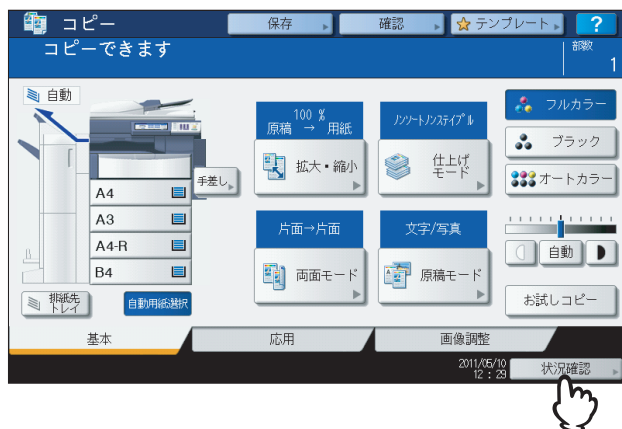 コピー
保存
確認
テンプレート
?
コピーできます
部数
1
自動
A4
A3
A4-R
B4
手差し
排紙先
トレイ
自動用紙選択
100 %
原稿 → 用紙
拡大・縮小
ノンソート/ノンステイプル
仕上げ
モード
片面→片面
両面モード
文字/写真
原稿モード
フルカラー
ブラック
オートカラー
自動
お試しコピー
基本
応用
画像調整
2011/05/10
12 : 29
状況確認